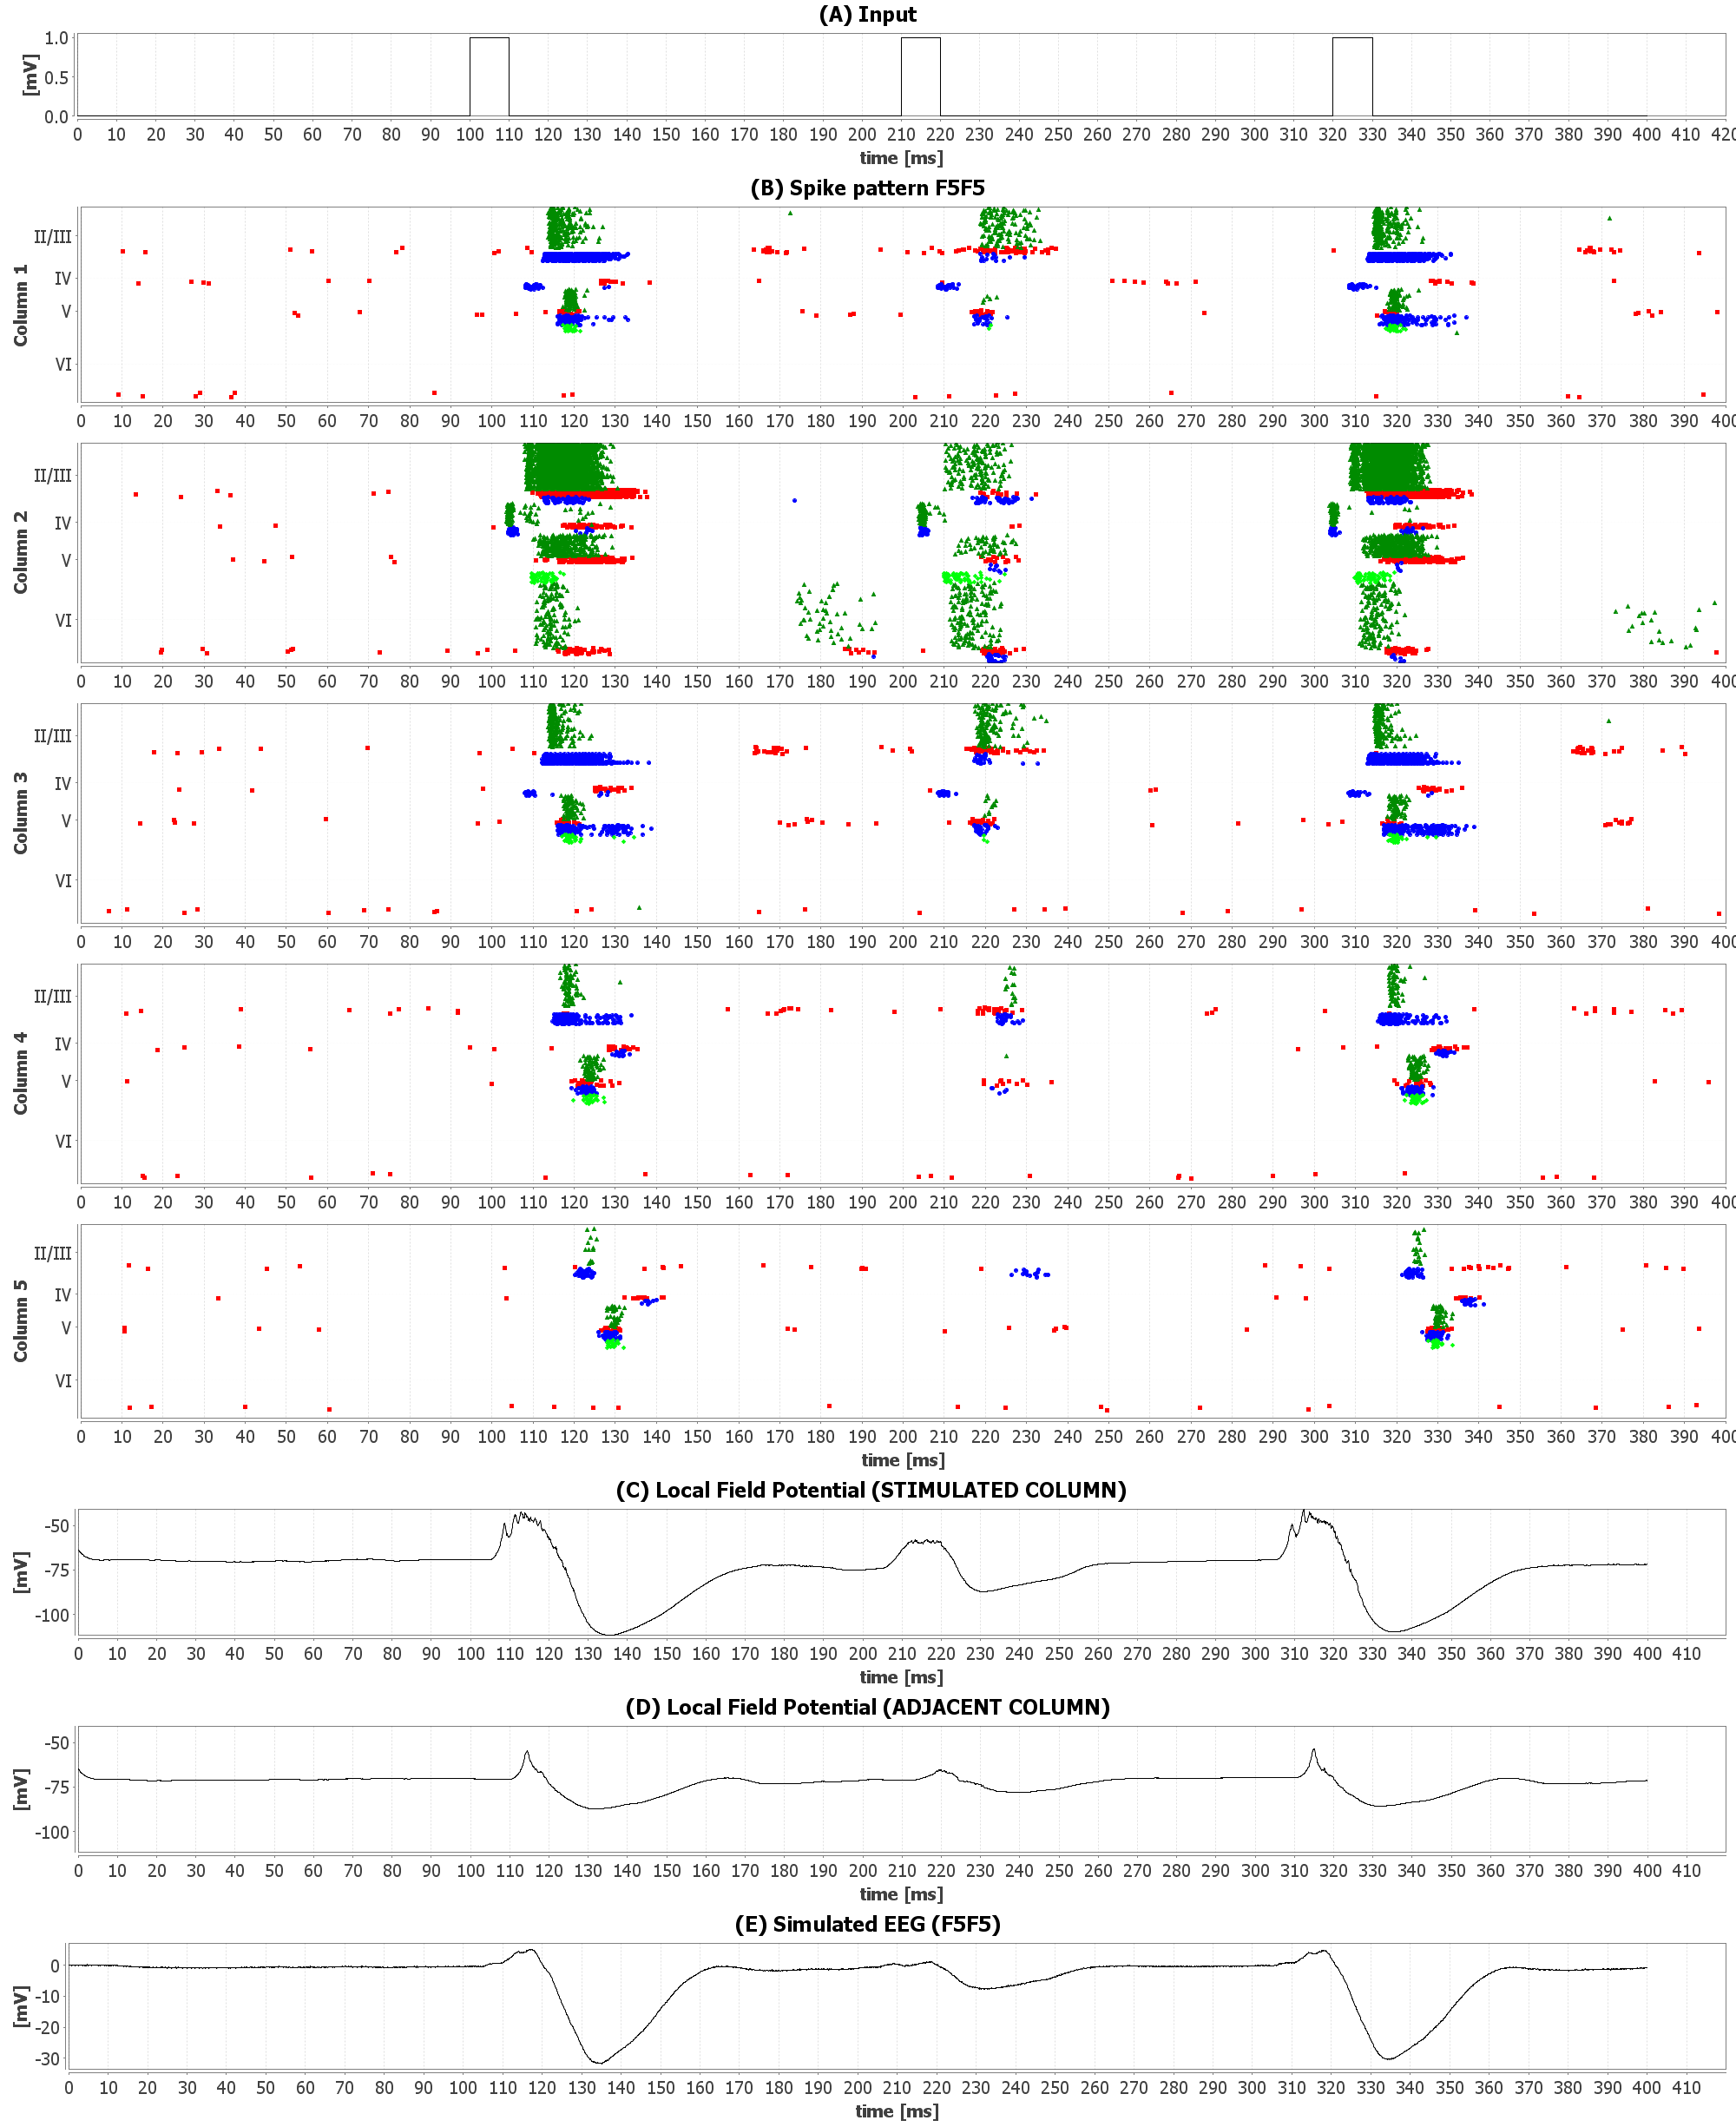 (A) Input
[mV]
1.0
0.5
0.0
0 10 20 30 40 50 60 70 80 90 100 110 120 130 140 150 160 170 180 190 200 210 220 230 240 250 260 270 280 290 300 310 320 330 340 350 360 370 380 390 400 410 420
time [ms]
(B) Spike pattern F5F5
Column 1
II/III
IV
V
VI
0 10 20 30 40 50 60 70 80 90 100 110 120 130 140 150 160 170 180 190 200 210 220 230 240 250 260 270 280 290 300 310 320 330 340 350 360 370 380 390 400
Column 2
II/III
IV
V
VI
0 10 20 30 40 50 60 70 80 90 100 110 120 130 140 150 160 170 180 190 200 210 220 230 240 250 260 270 280 290 300 310 320 330 340 350 360 370 380 390 400
Column 3
II/III
IV
V
VI
0 10 20 30 40 50 60 70 80 90 100 110 120 130 140 150 160 170 180 190 200 210 220 230 240 250 260 270 280 290 300 310 320 330 340 350 360 370 380 390 400
Column 4
II/III
IV
V
VI
0 10 20 30 40 50 60 70 80 90 100 110 120 130 140 150 160 170 180 190 200 210 220 230 240 250 260 270 280 290 300 310 320 330 340 350 360 370 380 390 400
Column 5
II/III
IV
V
VI
0 10 20 30 40 50 60 70 80 90 100 110 120 130 140 150 160 170 180 190 200 210 220 230 240 250 260 270 280 290 300 310 320 330 340 350 360 370 380 390 400
time [ms]
(C) Local Field Potential (STIMULATED COLUMN)
[mV]
-50
-75
-100
0 10 20 30 40 50 60 70 80 90 100 110 120 130 140 150 160 170 180 190 200 210 220 230 240 250 260 270 280 290 300 310 320 330 340 350 360 370 380 390 400 410
time [ms]
(D) Local Field Potential (ADJACENT COLUMN)
[mV]
-50
-75
-100
0 10 20 30 40 50 60 70 80 90 100 110 120 130 140 150 160 170 180 190 200 210 220 230 240 250 260 270 280 290 300 310 320 330 340 350 360 370 380 390 400 410
time [ms]
(E) Simulated EEG (F5F5)
[mV]
0
-10
-20
-30
0 10 20 30 40 50 60 70 80 90 100 110 120 130 140 150 160 170 180 190 200 210 220 230 240 250 260 270 280 290 300 310 320 330 340 350 360 370 380 390 400 410
time [ms]